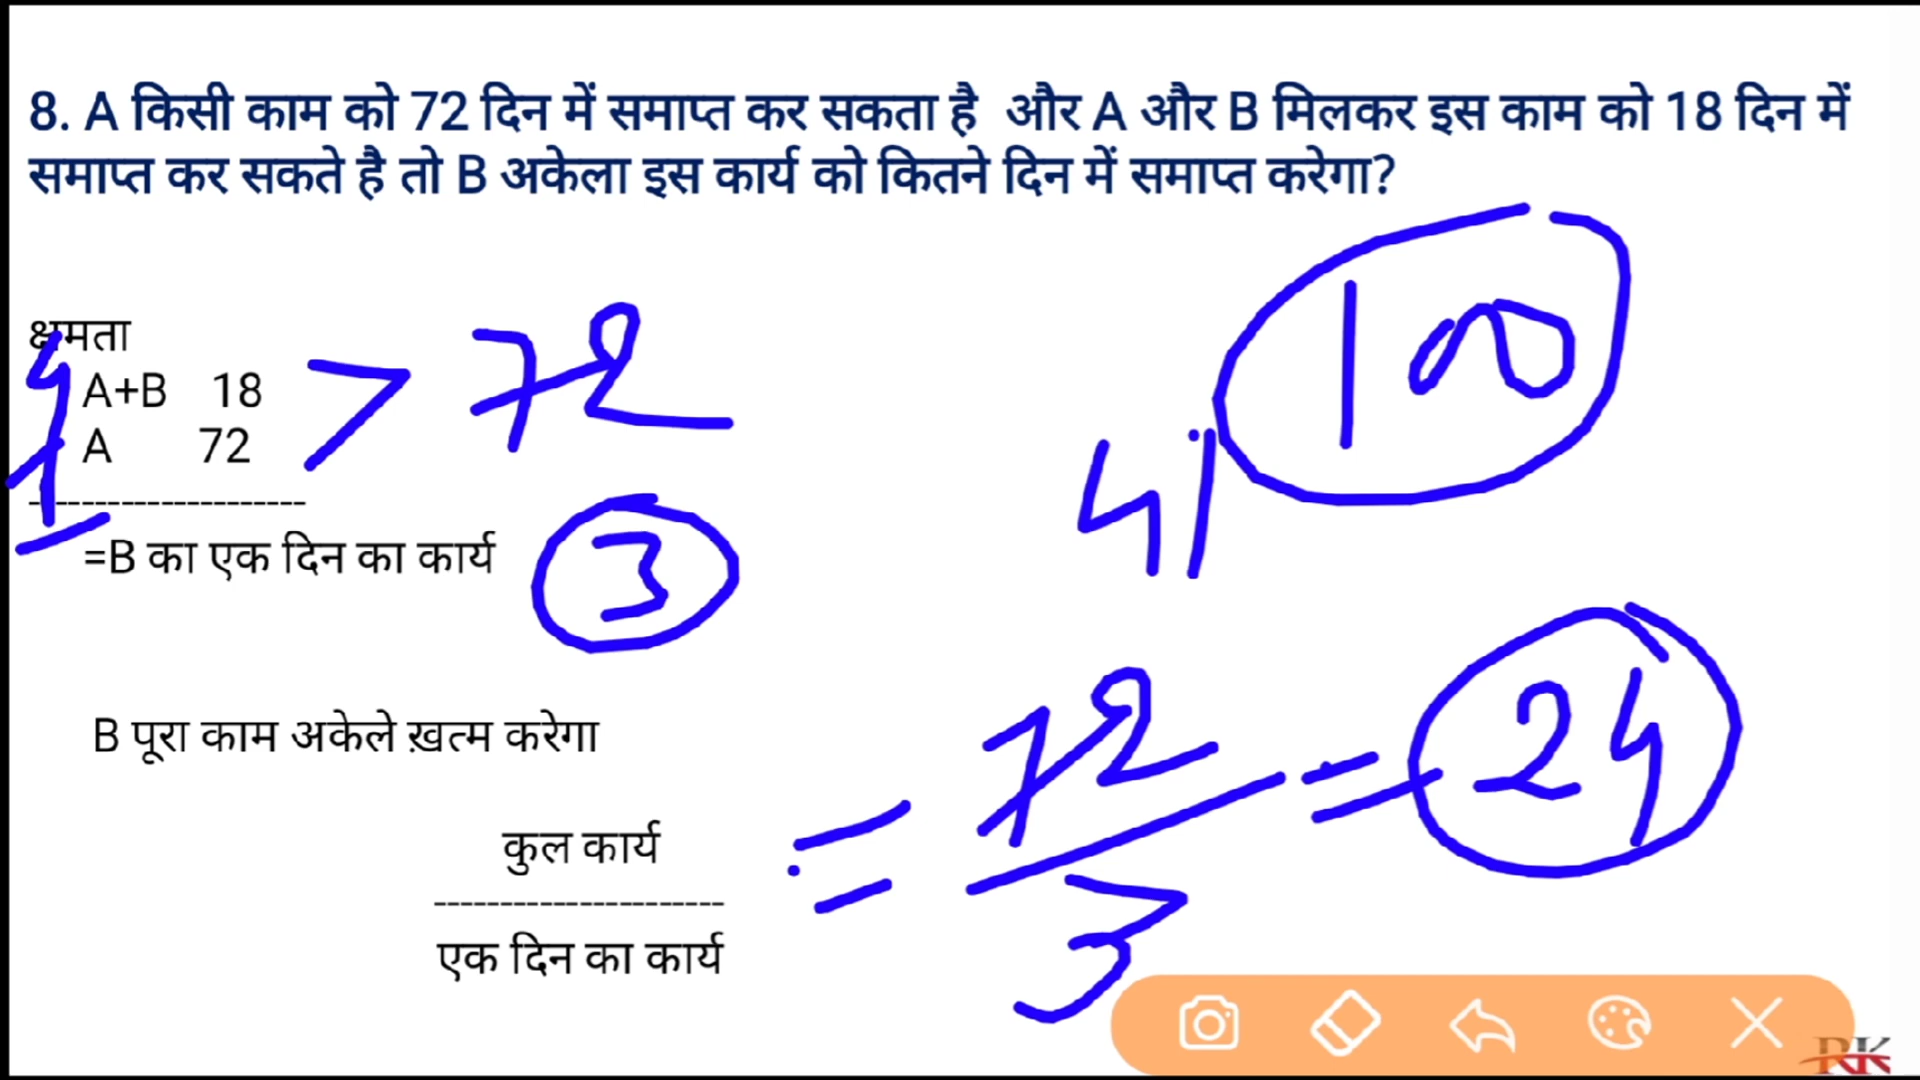 8. A किसी काम को 72 दिन में समाप्त कर सकता है और A और B मिलकर इस काम को 18 दिन में
समाप्त कर सकते है तो B अकेला इस कार्य को कितने दिन में समाप्त करेगा?
100
क्षमता
4 A+B 18 > 72
1 A 72
4)
---------------------
=B का एक दिन का कार्य 3
B पूरा काम अकेले ख़त्म करेगा
कुल कार्य
----------------------
एक दिन का कार्य
= 72
3
= 24
RK